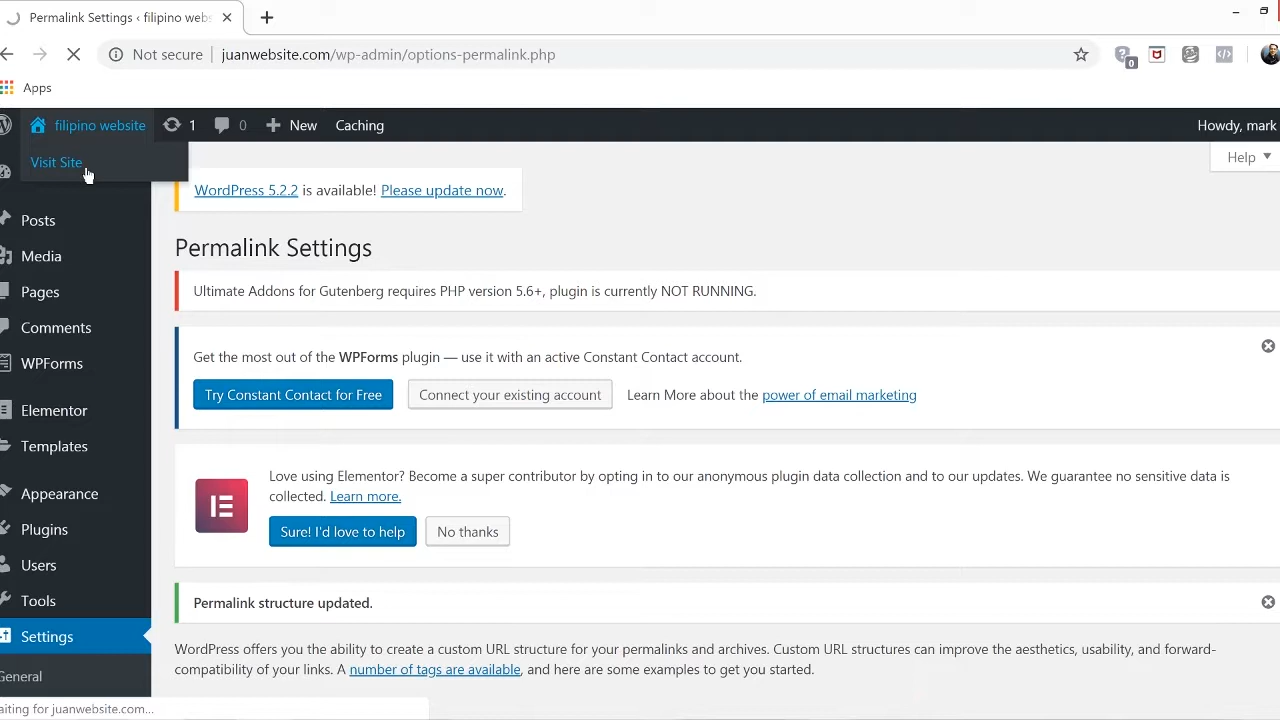 Permalink Settings ‹ filipino webs
Not secure | juanwebsite.com/wp-admin/options-permalink.php
0
Apps
filipino website 1 0 New Caching Howdy, mark
Visit Site
Help
WordPress 5.2.2 is available! Please update now.
Posts
Media
Pages
Comments
WPForms
Elementor
Templates
Appearance
Plugins
Users
Tools
Settings
General
Permalink Settings
Ultimate Addons for Gutenberg requires PHP version 5.6+, plugin is currently NOT RUNNING.
Get the most out of the WPForms plugin — use it with an active Constant Contact account.
Try Constant Contact for Free Connect your existing account Learn More about the power of email marketing
Love using Elementor? Become a super contributor by opting in to our anonymous plugin data collection and to our updates. We guarantee no sensitive data is
collected. Learn more.
Sure! I'd love to help No thanks
Permalink structure updated.
WordPress offers you the ability to create a custom URL structure for your permalinks and archives. Custom URL structures can improve the aesthetics, usability, and forward-
compatibility of your links. A number of tags are available, and here are some examples to get you started.
aiting for juanwebsite.com...